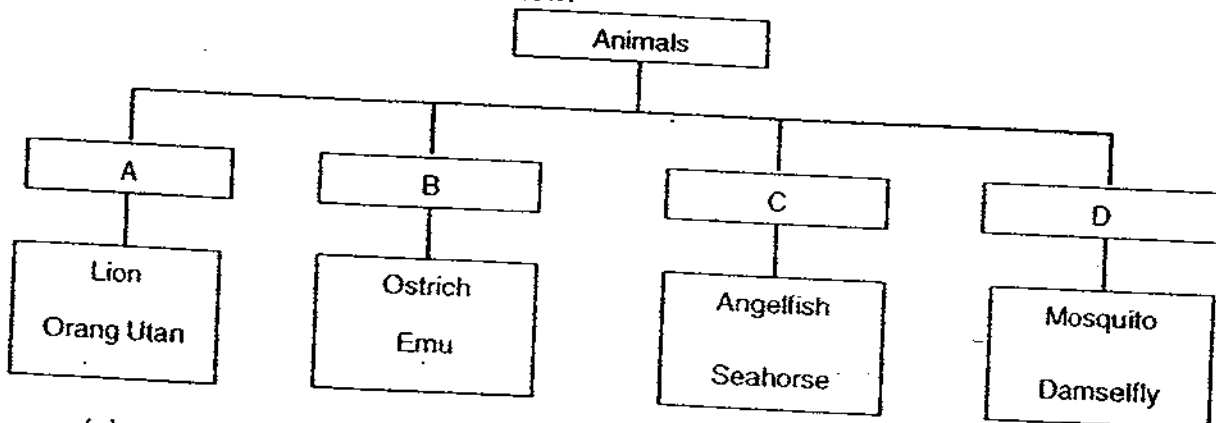 Animals
A
B
C
D
Lion
Orang Utan
Ostrich
Emu
Angelfish
Seahorse
Mosquito
Damselfly